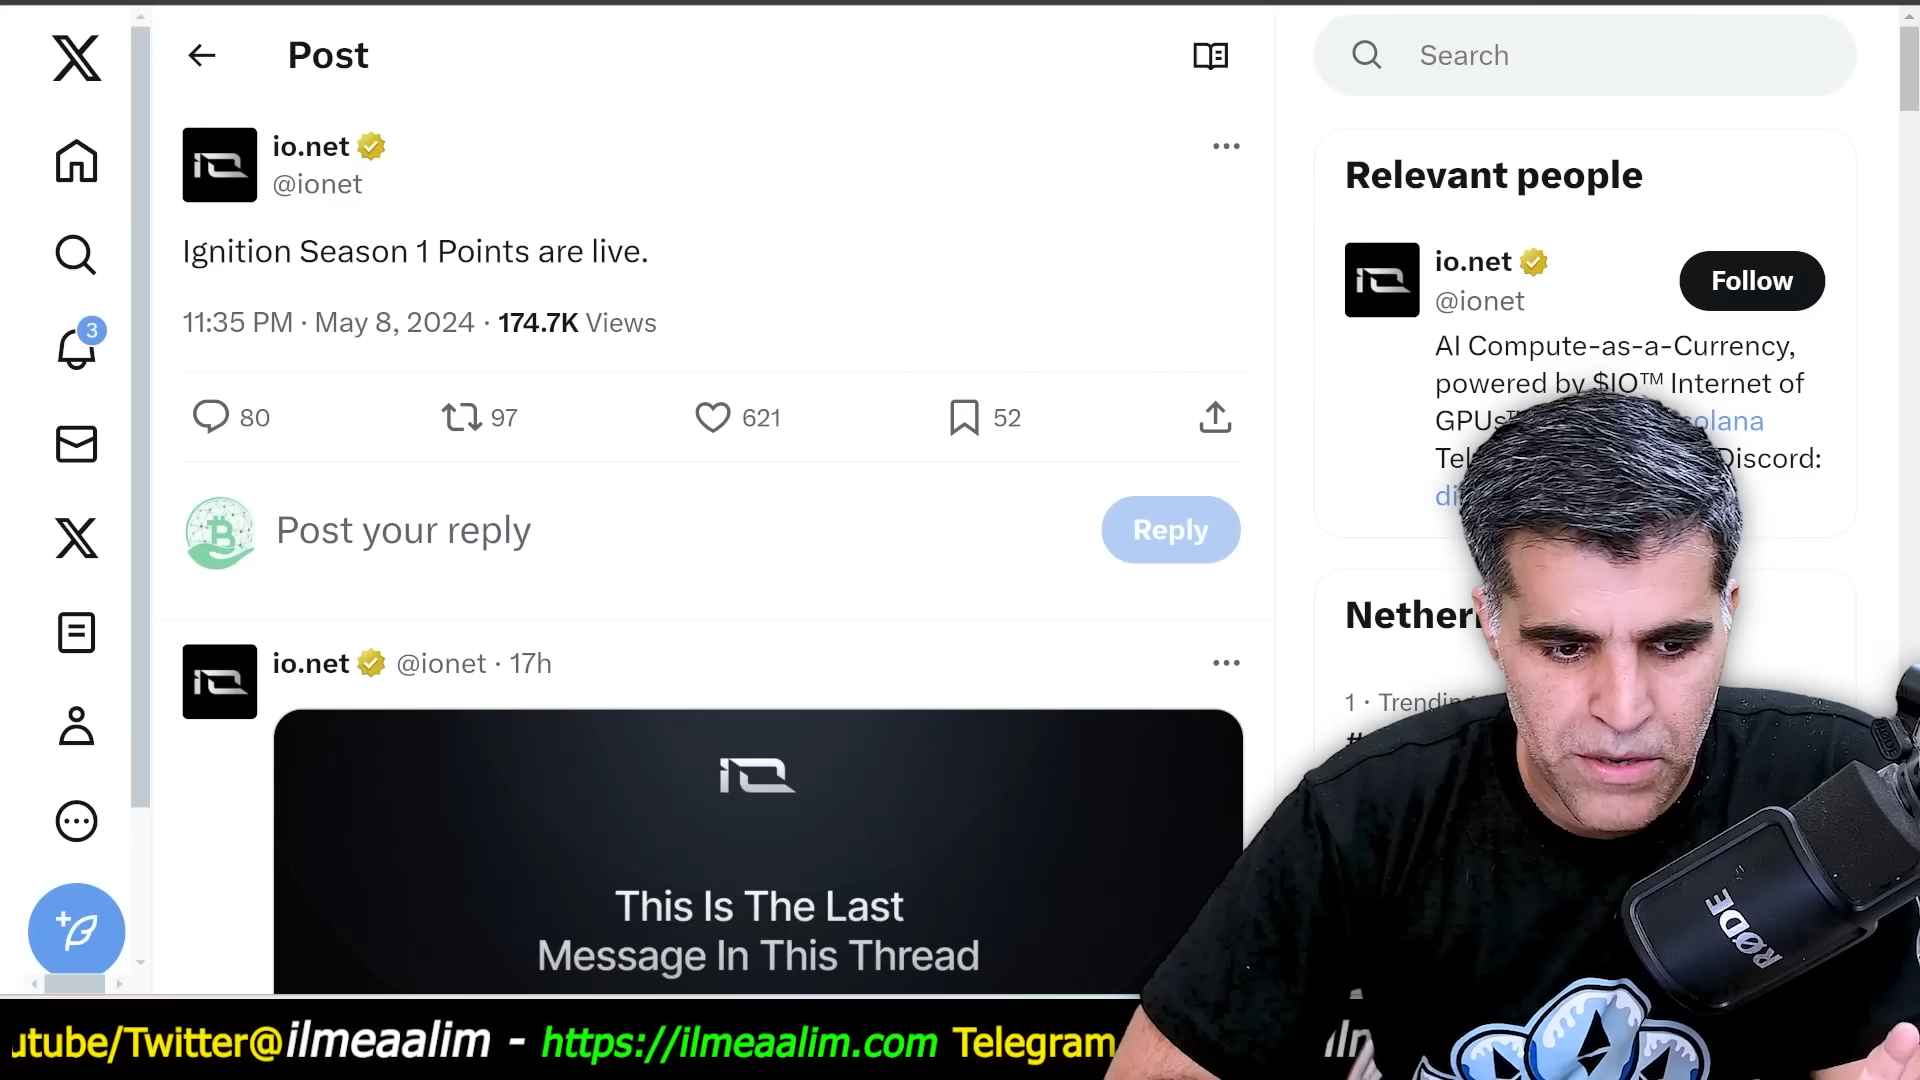 Post
Search
io.net
@ionet
Ignition Season 1 Points are live.
11:35 PM · May 8, 2024 · 174.7K Views
80
97
621
52
Post your reply
Reply
io.net @ionet · 17h
This Is The Last
Message In This Thread
Relevant people
io.net
@ionet
Follow
AI Compute-as-a-Currency,
powered by $IO™ Internet of
GPUs
Discord:
1 · Trending
3
RØDE
utube/Twitter@ilmeaalim - https://ilmeaalim.com Telegram